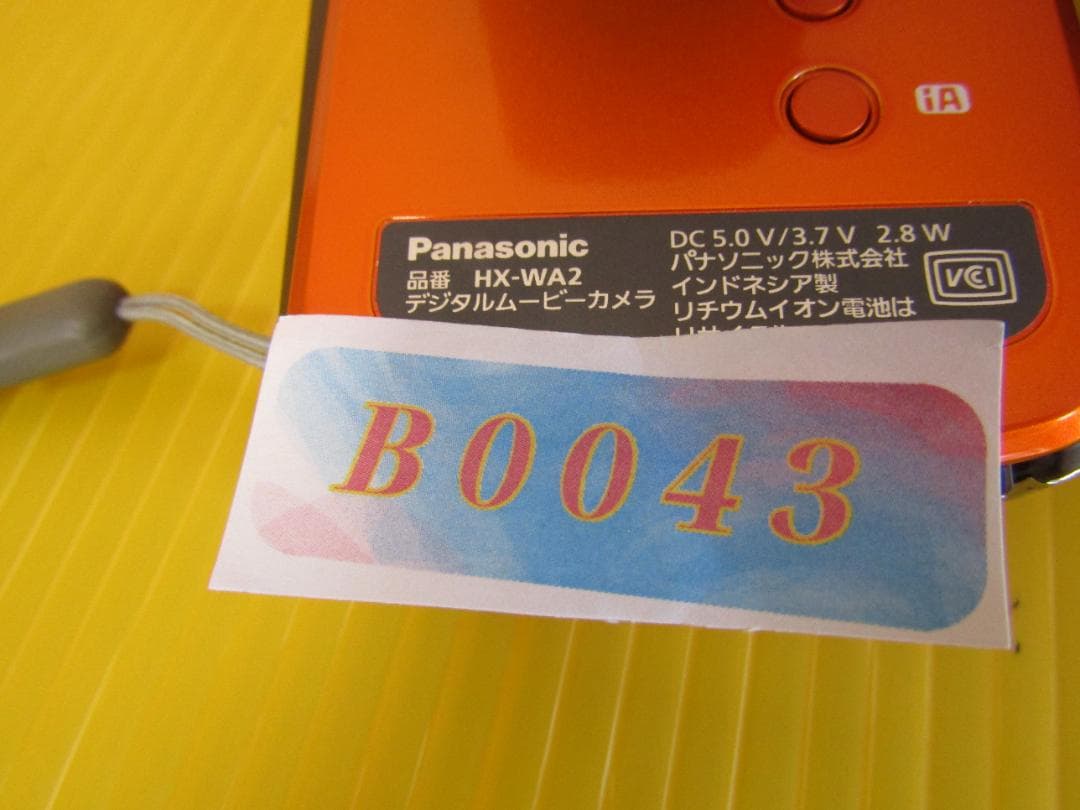 iA
Panasonic
品番 HX-WA2
デジタルムービーカメラ
DC 5.0 V/3.7 V 2.8 W
パナソニック株式会社
インドネシア製
リチウムイオン電池は
VCI
B0043